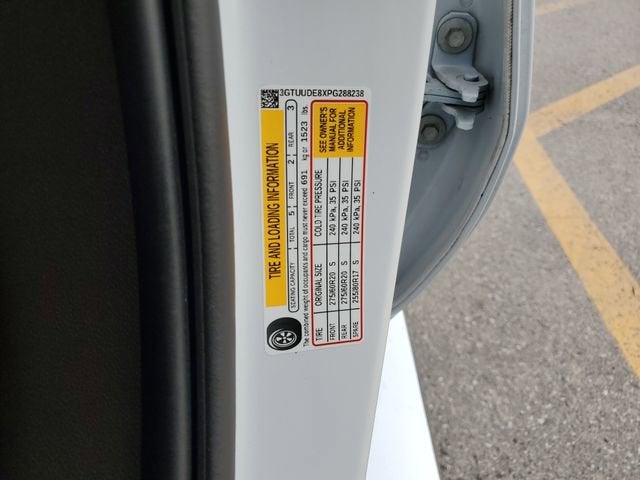 3GTUUDE8XPG288238
TIRE AND LOADING INFORMATION
SEATING CAPACITY TOTAL 5 FRONT 2 REAR 3
The combined weight of occupants and cargo must never exceed 691 kg or 1523 lbs.
TIRE ORIGINAL SIZE COLD TIRE PRESSURE
FRONT 275/60R20 S 240 kPa, 35 PSI
REAR 275/60R20 S 240 kPa, 35 PSI
SPARE 255/80R17 S 240 kPa, 35 PSI
SEE OWNER'S
MANUAL FOR
ADDITIONAL
INFORMATION